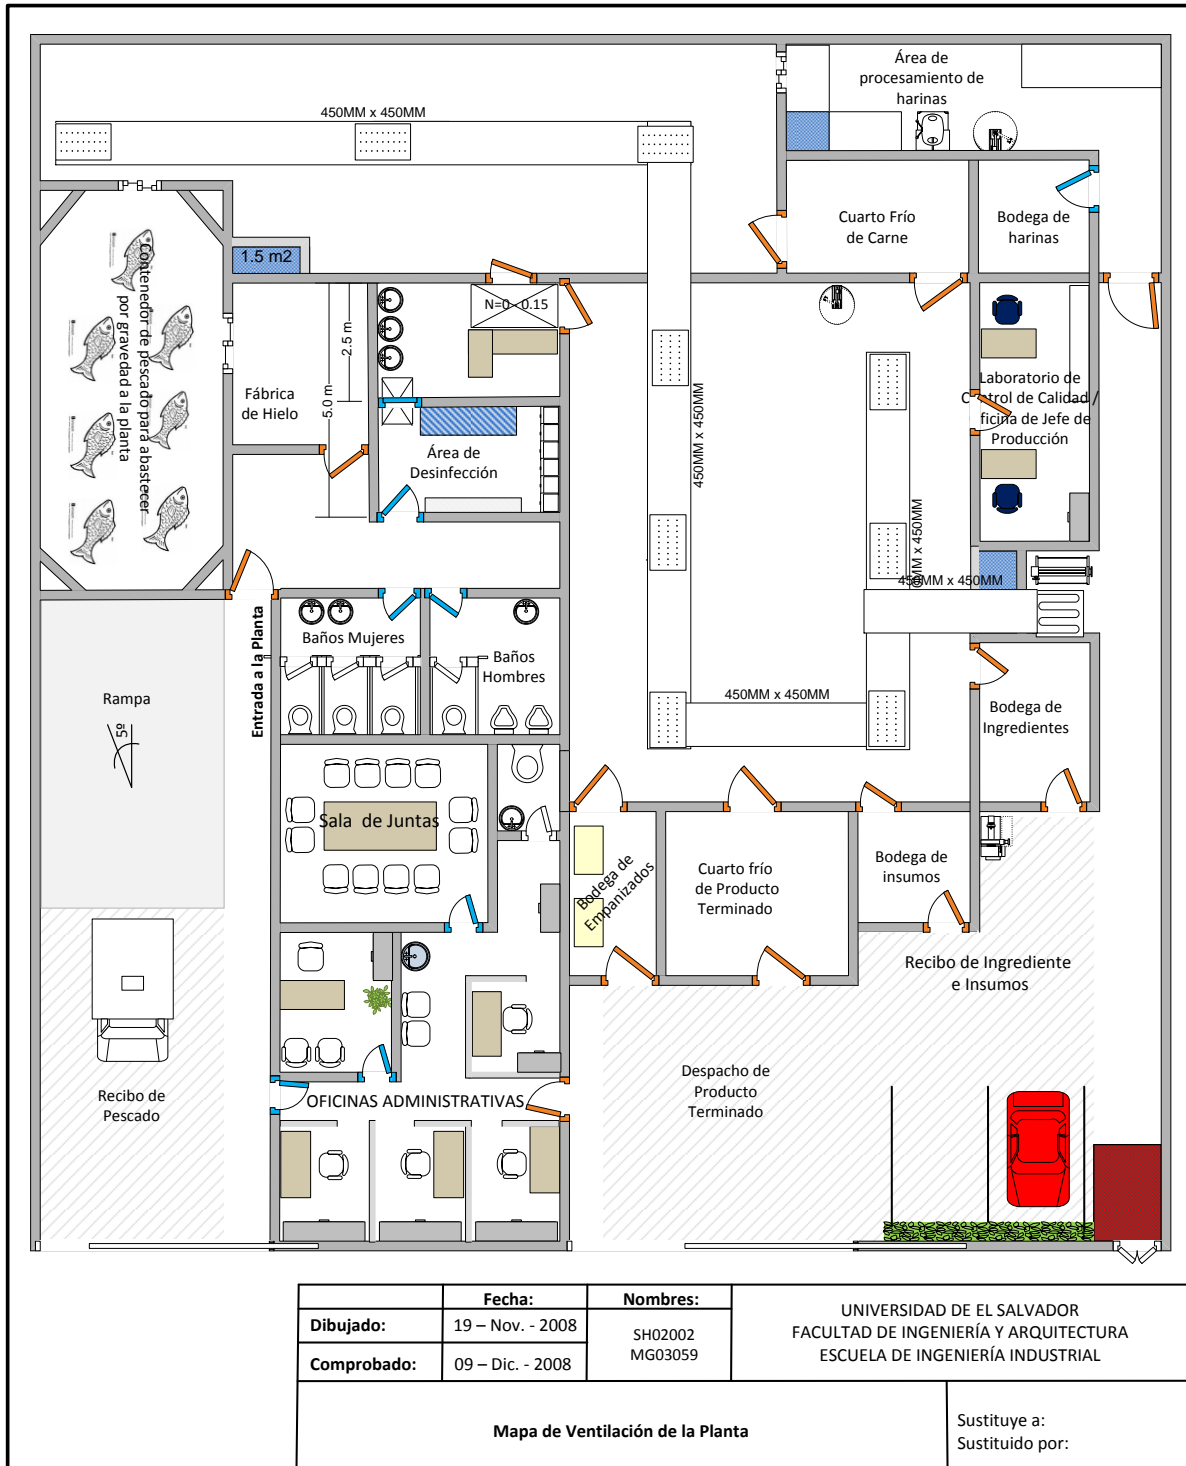 Área de
procesamiento de
harinas
450MM x 450MM
Cuarto Frío
de Carne
Bodega de
harinas
1.5 m2
Contenedor de pescado para abastecer
por gravedad a la planta
N=0<0.15
2.5 m
5.0 m
Fábrica
de Hielo
Área de
Desinfección
450MM x 450MM
Laboratorio de
Control de Calidad /
ficina de Jefe de
Producción
450MM x 450MM
450MM x 450MM
Entrada a la Planta
Baños Mujeres
Baños
Hombres
Rampa
5º
450MM x 450MM
Bodega de
Ingredientes
Sala de Juntas
Bodega de
Empanizados
Cuarto frío
de Producto
Terminado
Bodega de
insumos
Recibo de Ingrediente
e Insumos
Recibo de
Pescado
OFICINAS ADMINISTRATIVAS
Despacho de
Producto
Terminado
Fecha:
Nombres:
Dibujado:
19 – Nov. - 2008
SH02002
MG03059
Comprobado:
09 – Dic. - 2008
UNIVERSIDAD DE EL SALVADOR
FACULTAD DE INGENIERÍA Y ARQUITECTURA
ESCUELA DE INGENIERÍA INDUSTRIAL
Mapa de Ventilación de la Planta
Sustituye a:
Sustituido por: